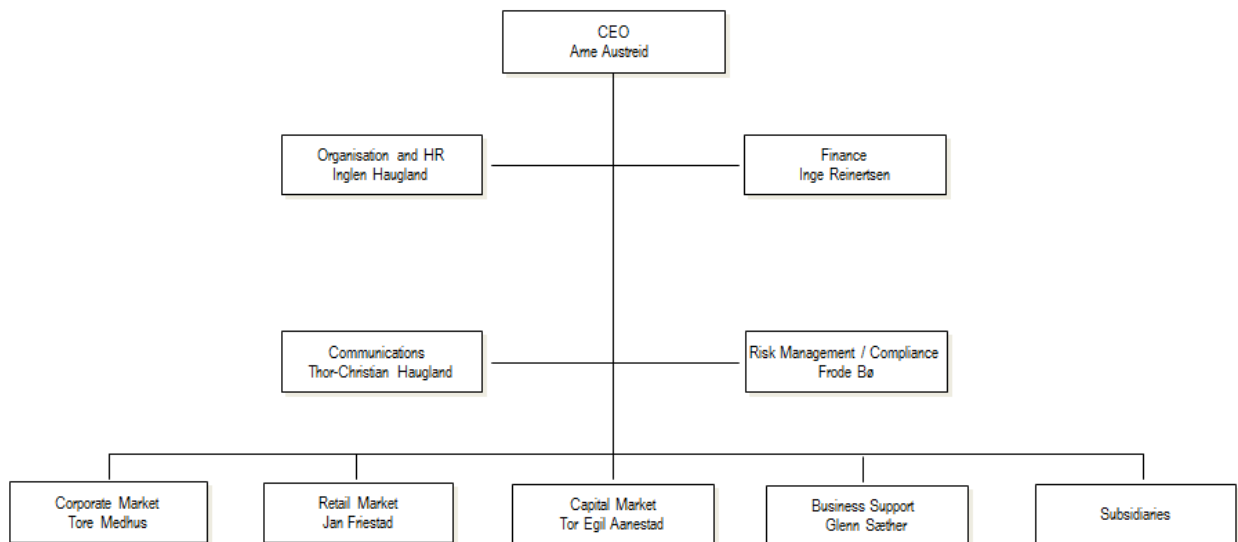 CEO
Arne Austreid
Organisation and HR
Inglen Haugland
Finance
Inge Reinertsen
Communications
Thor-Christian Haugland
Risk Management / Compliance
Frode Bø
Corporate Market
Tore Medhus
Retail Market
Jan Friestad
Capital Market
Tor Egil Aanestad
Business Support
Glenn Sæther
Subsidiaries